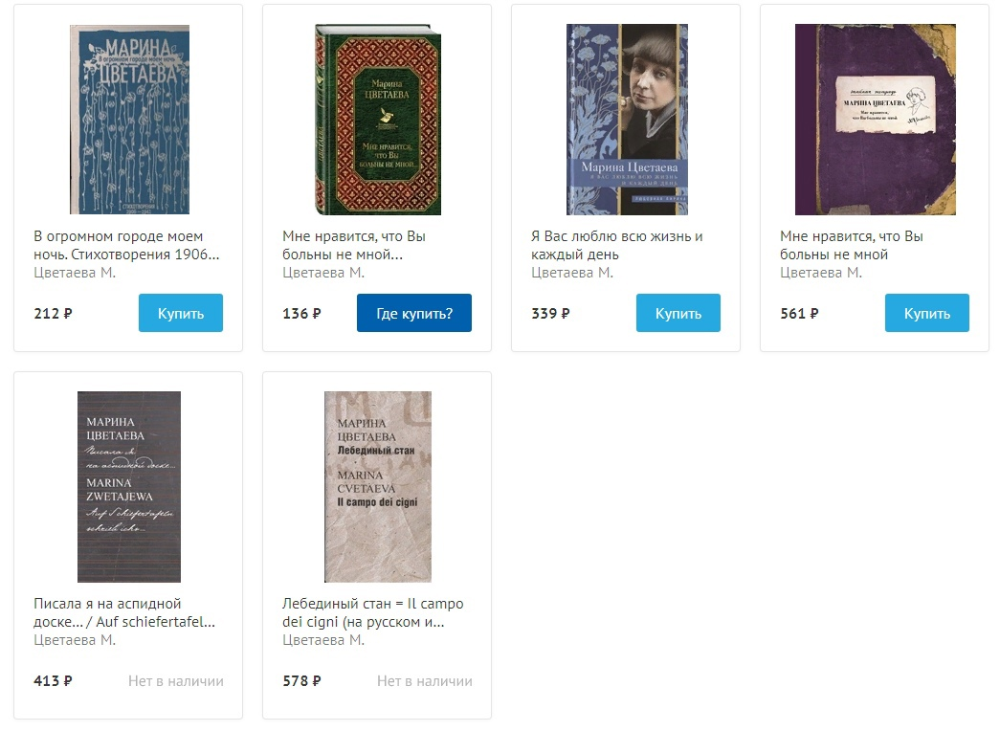 МАРИНА
В огромном городе моем ночь
ЦВЕТАЕВА
СТИХОТВОРЕНИЯ
В огромном городе моем
ночь. Стихотворения 1906...
Цветаева М.
212 ₽
Купить
Марина
ЦВЕТАЕВА
Мне нравится,
что Вы
больны не мной...
ЦВЕТАЕВА
Мне нравится, что Вы
больны не мной...
Цветаева М.
136 ₽
Где купить?
Марина Цветаева
Я ВАС ЛЮБЛЮ ВСЮ ЖИЗНЬ
И КАЖДЫЙ ДЕНЬ
Я Вас люблю всю жизнь и
каждый день
Цветаева М.
339 ₽
Купить
МАРИНА ЦВЕТАЕВА
Мне нравится,
что Вы больны не мной
Мне нравится, что Вы
больны не мной
Цветаева М.
561 ₽
Купить
МАРИНА
ЦВЕТАЕВА
Писала я
на аспидной доске...
MARINA
ZWETAJEWA
Auf Schiefertafeln
schrieb ich...
Писала я на аспидной
доске... / Auf schiefertafel...
Цветаева М.
413 ₽
Нет в наличии
МАРИНА
ЦВЕТАЕВА
Лебединый стан
MARINA
CVETAEVA
Il campo dei cigni
Лебединый стан = Il campo
dei cigni (на русском и...
Цветаева М.
578 ₽
Нет в наличии